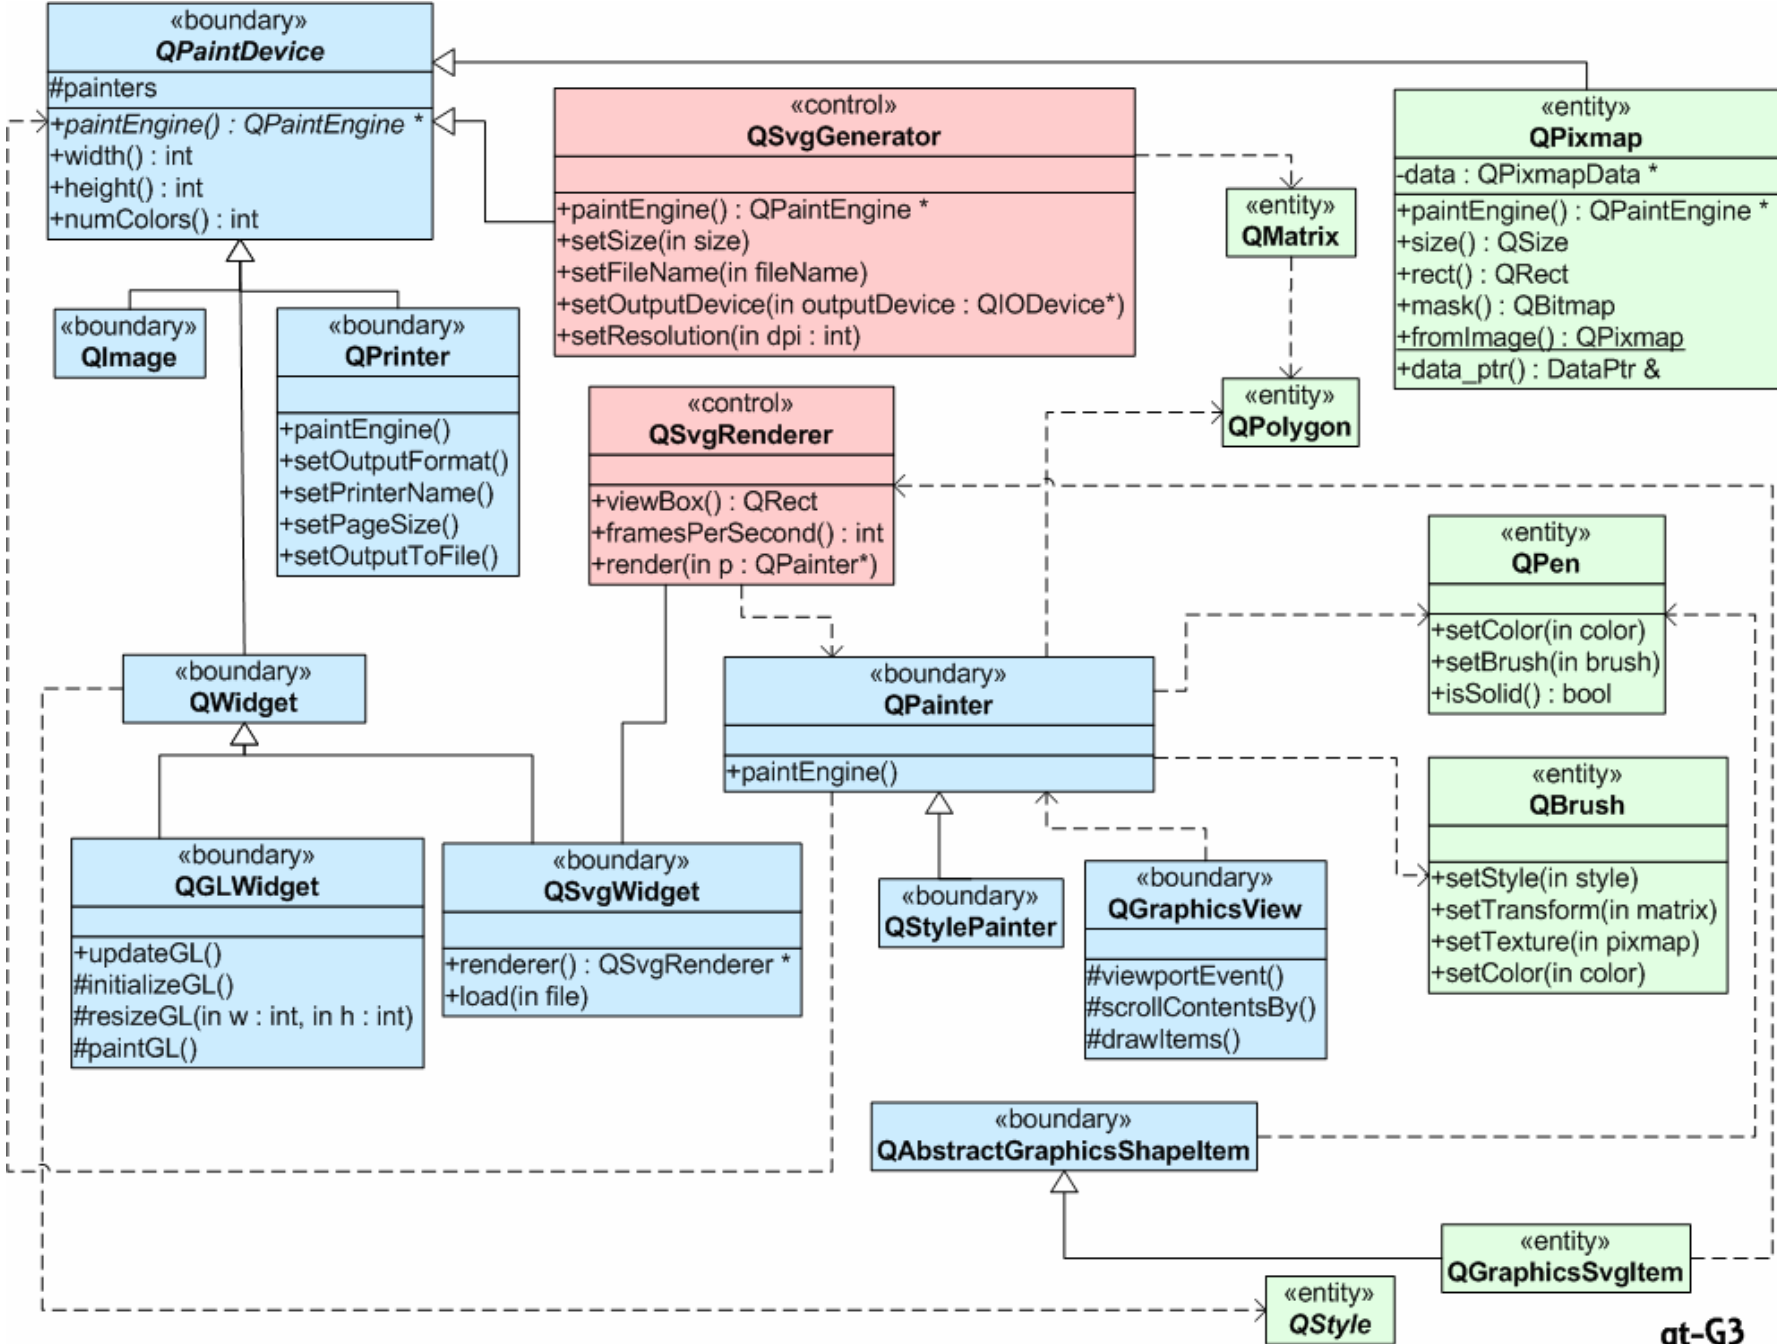 «boundary»
QPaintDevice
#painters
+paintEngine() : QPaintEngine *
+width() : int
+height() : int
+numColors() : int
«control»
QSvgGenerator
+paintEngine() : QPaintEngine *
+setSize(in size)
+setFileName(in fileName)
+setOutputDevice(in outputDevice : QIODevice*)
+setResolution(in dpi : int)
«entity»
QPixmap
-data : QPixmapData *
+paintEngine() : QPaintEngine *
+size() : QSize
+rect() : QRect
+mask() : QBitmap
+fromImage() : QPixmap
+data_ptr() : DataPtr &
«entity»
QMatrix
«boundary»
QImage
«boundary»
QPrinter
+paintEngine()
+setOutputFormat()
+setPrinterName()
+setPageSize()
+setOutputToFile()
«control»
QSvgRenderer
+viewBox() : QRect
+framesPerSecond() : int
+render(in p : QPainter*)
«entity»
QPolygon
«entity»
QPen
+setColor(in color)
+setBrush(in brush)
+isSolid() : bool
«boundary»
QWidget
«boundary»
QPainter
+paintEngine()
«entity»
QBrush
+setStyle(in style)
+setTransform(in matrix)
+setTexture(in pixmap)
+setColor(in color)
«boundary»
QGLWidget
+updateGL()
#initializeGL()
#resizeGL(in w : int, in h : int)
#paintGL()
«boundary»
QSvgWidget
+renderer() : QSvgRenderer *
+load(in file)
«boundary»
QStylePainter
«boundary»
QGraphicsView
#viewportEvent()
#scrollContentsBy()
#drawItems()
«boundary»
QAbstractGraphicsShapeItem
«entity»
QGraphicsSvgItem
«entity»
QStyle
qt-G3